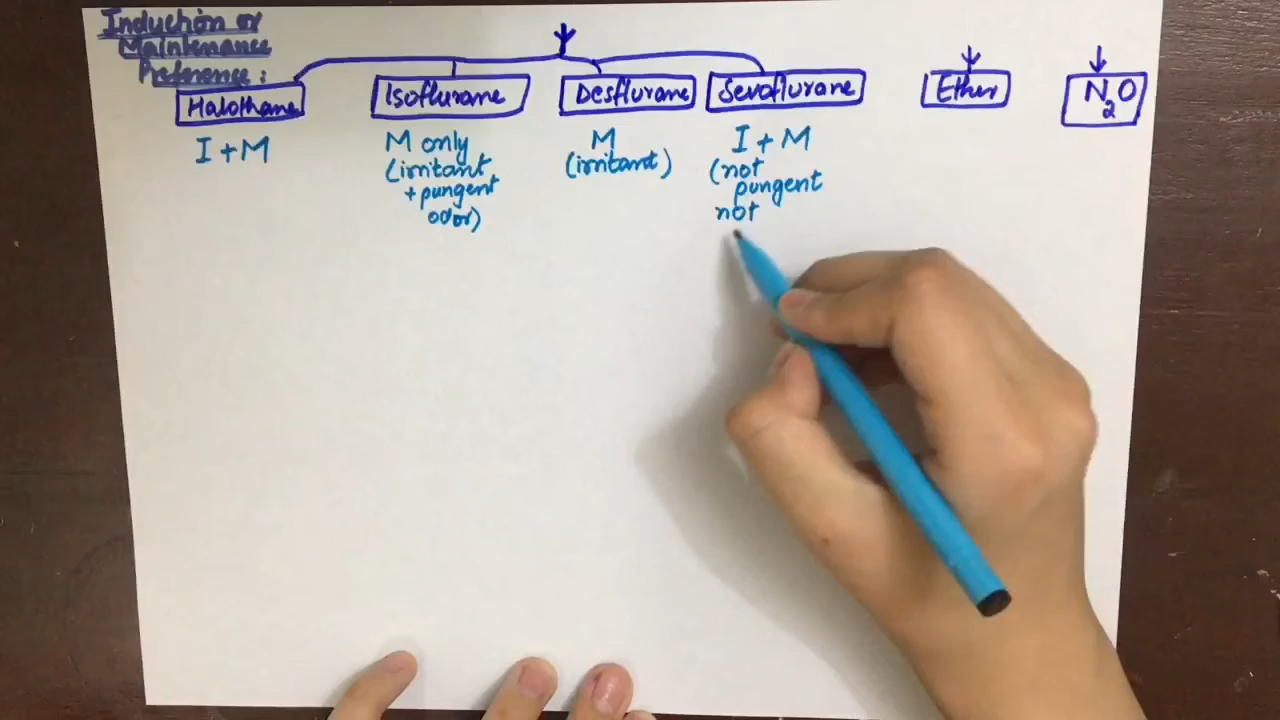 Induction or
Maintenance
Preference:
Halothane
Isoflurane
Desflurane
Sevoflurane
Ether
N2O
I + M
M only
(irritant
+ pungent
odor)
M
(irritant)
I + M
(not
pungent
not